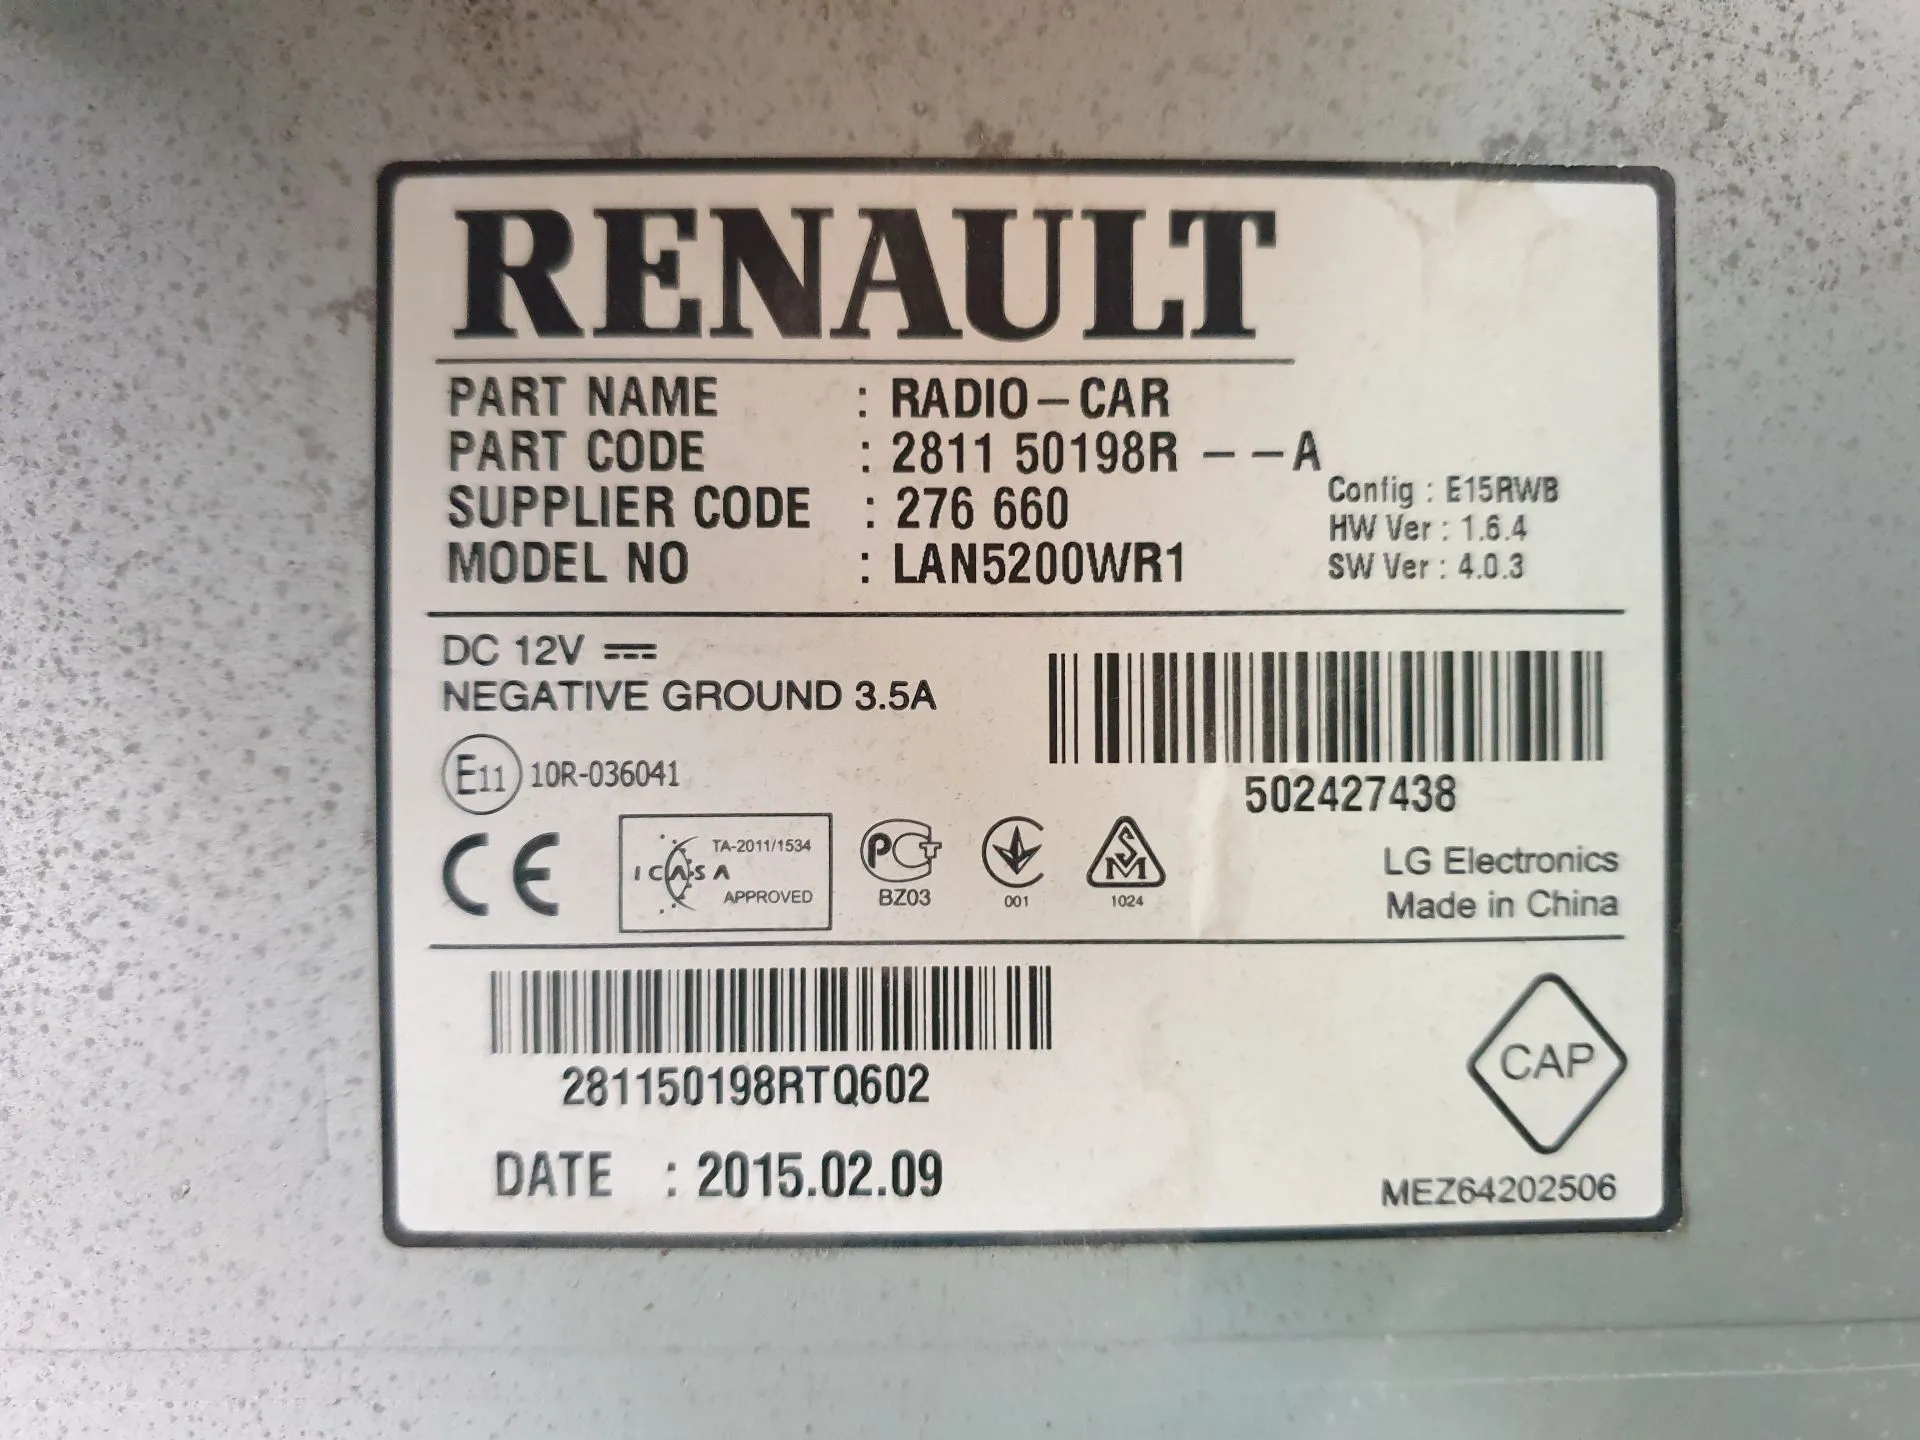 RENAULT
PART NAME : RADIO-CAR
PART CODE : 2811 50198R --A
SUPPLIER CODE : 276 660
MODEL NO : LAN5200WR1
Config : E15RWB
HW Ver : 1.6.4
SW Ver : 4.0.3
DC 12V
NEGATIVE GROUND 3.5A
E11 10R-036041
502427438
CE
ICASA
TA-2011/1534
APPROVED
PCT
BZ03
001
SM
1024
LG Electronics
Made in China
281150198RTQ602
DATE : 2015.02.09
CAP
MEZ64202506